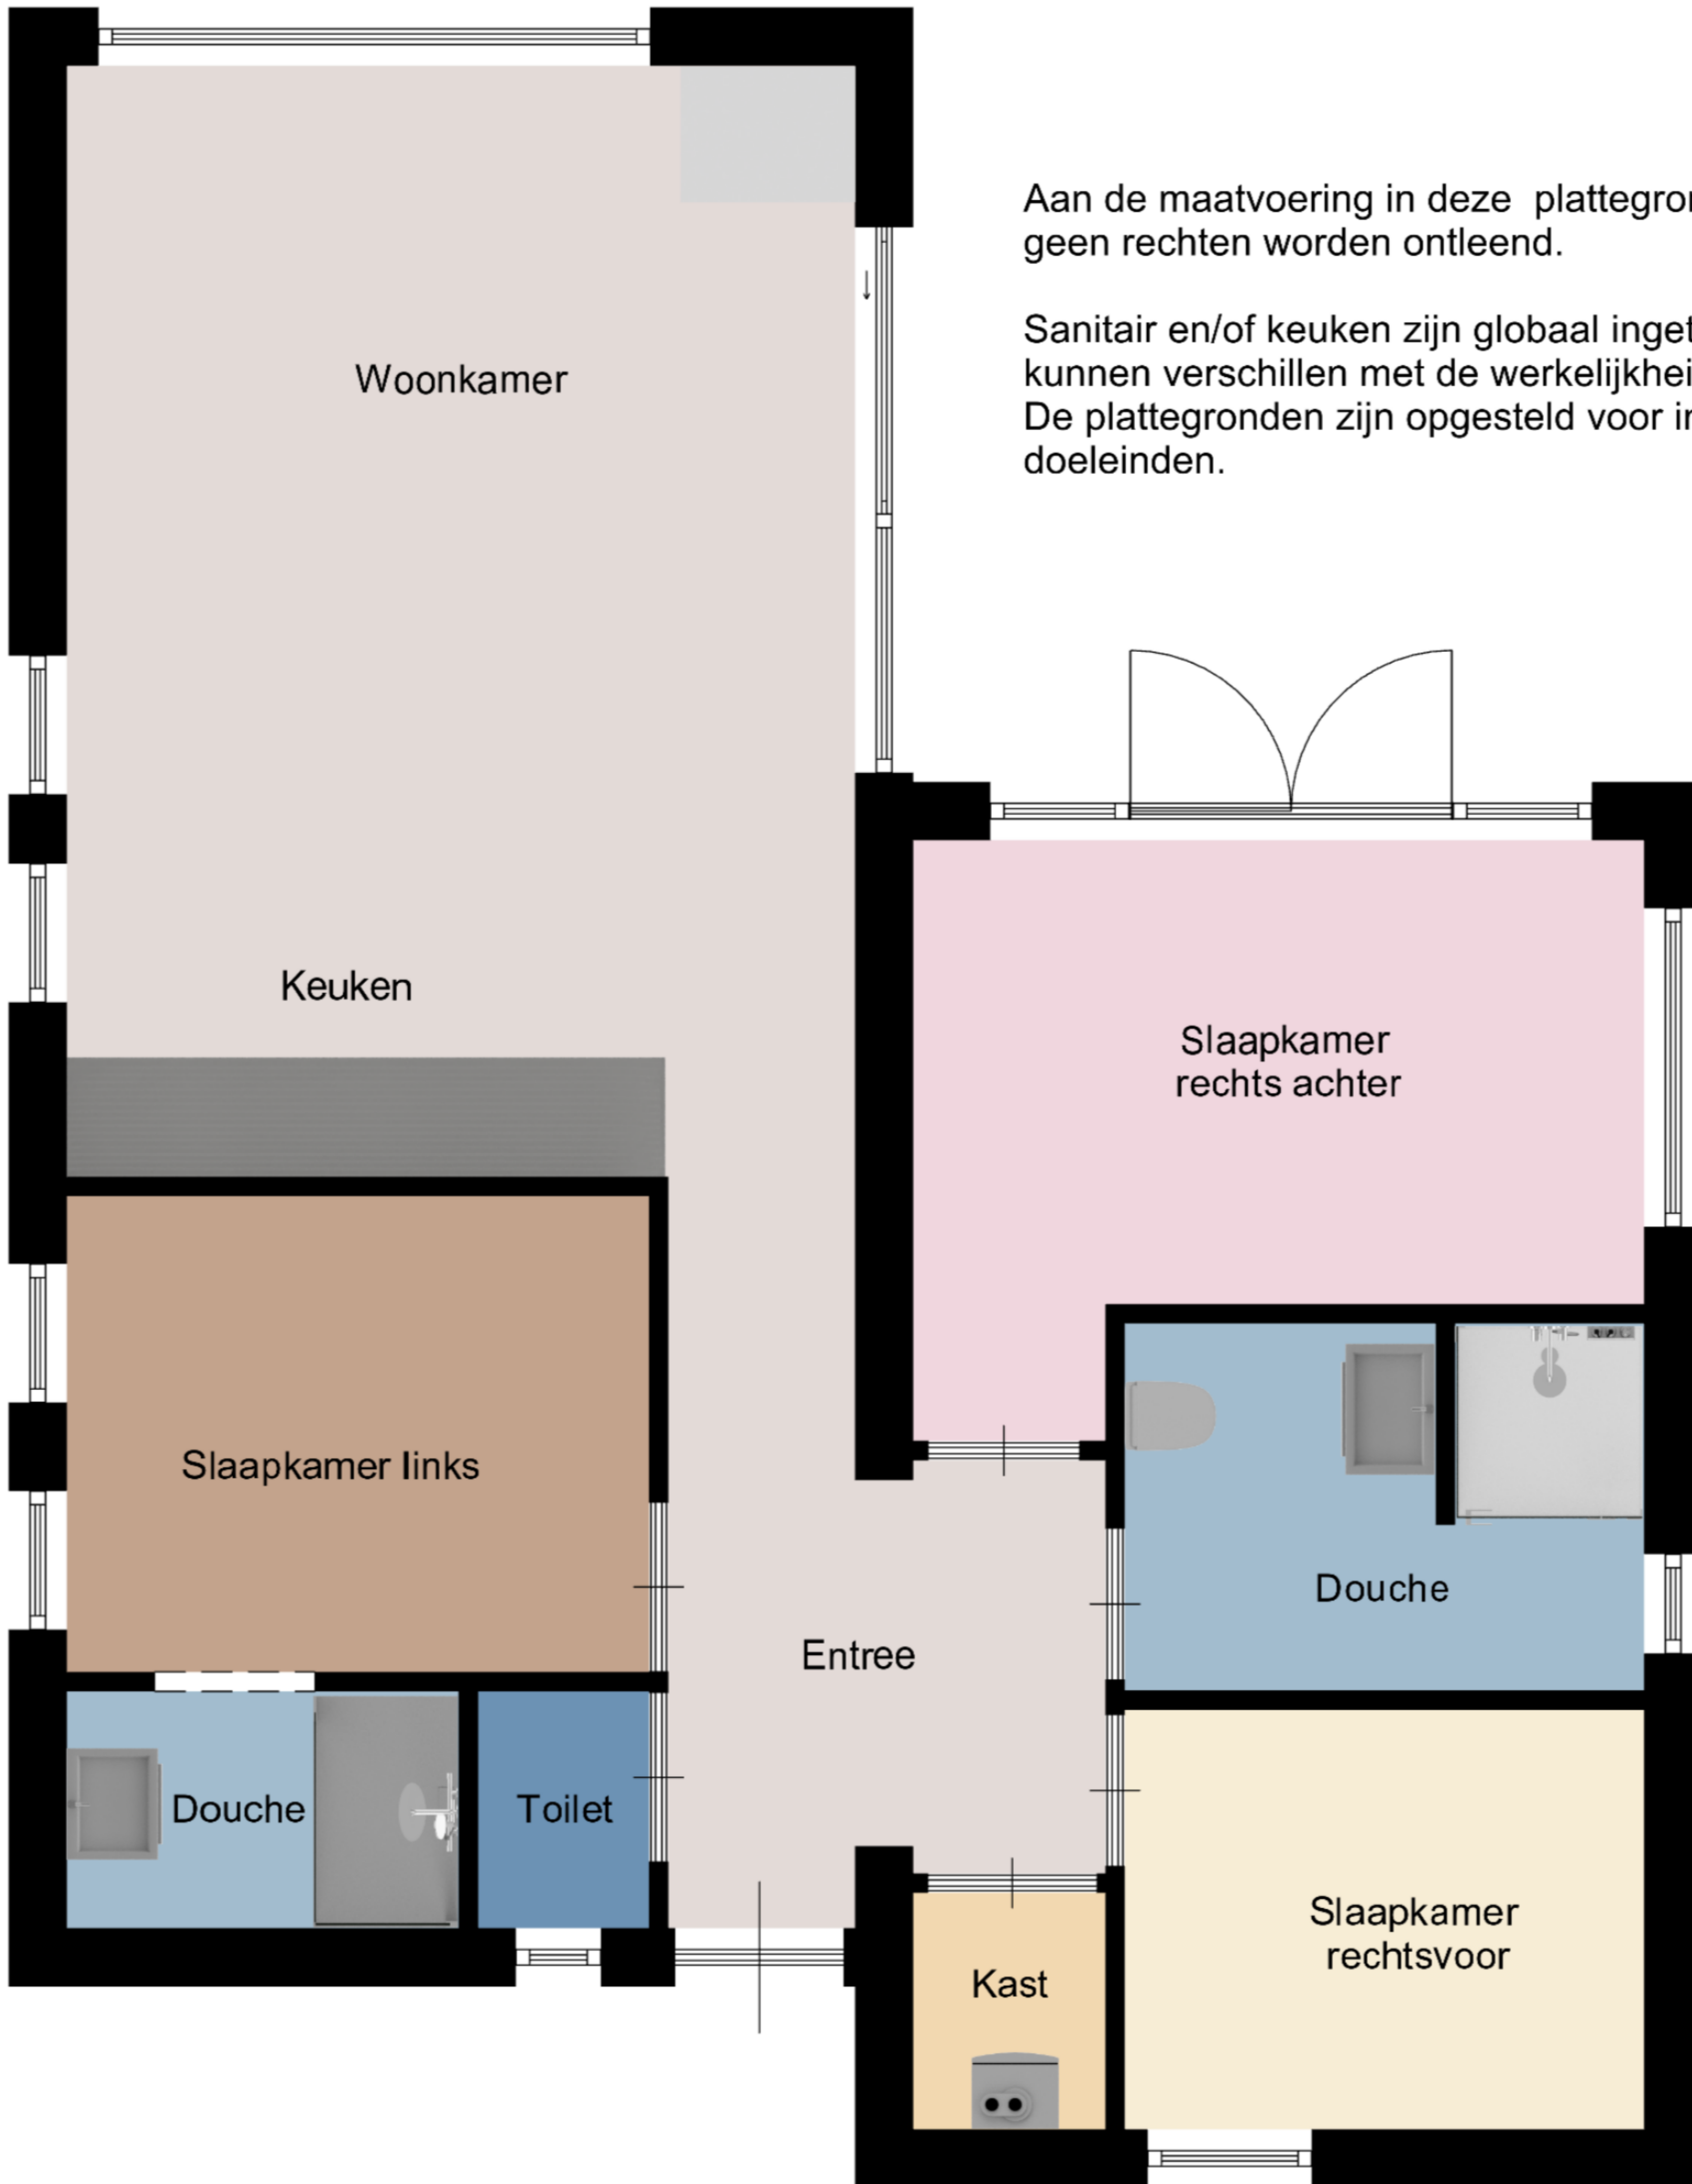 Aan de maatvoering in deze plattegron
geen rechten worden ontleend.
Sanitair en/of keuken zijn globaal inget
kunnen verschillen met de werkelijkhei
De plattegronden zijn opgesteld voor in
doeleinden.
Woonkamer
Keuken
Slaapkamer
rechts achter
Slaapkamer links
Douche
Entree
Douche
Toilet
Slaapkamer
rechtsvoor
Kast